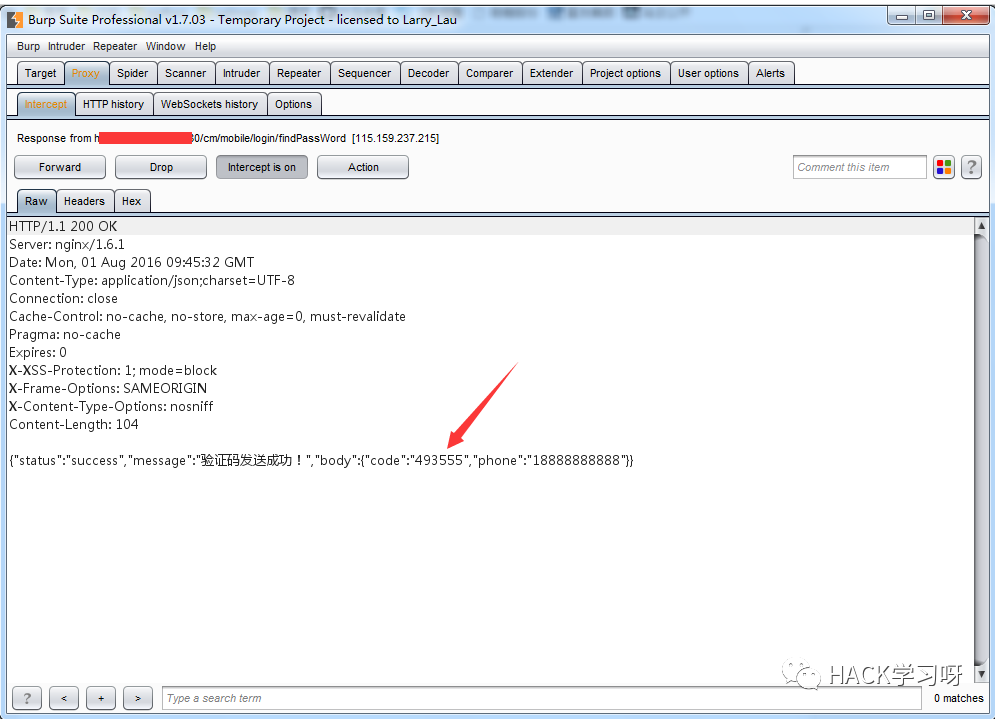 Burp Suite Professional v1.7.03 - Temporary Project - licensed to Larry_Lau
Burp Intruder Repeater Window Help
Target Proxy Spider Scanner Intruder Repeater Sequencer Decoder Comparer Extender Project options User options Alerts
Intercept HTTP history WebSockets history Options
Response from h 0/cm/mobile/login/findPassWord [115.159.237.215]
Forward Drop Intercept is on Action Comment this item ?
Raw Headers Hex
HTTP/1.1 200 OK
Server: nginx/1.6.1
Date: Mon, 01 Aug 2016 09:45:32 GMT
Content-Type: application/json;charset=UTF-8
Connection: close
Cache-Control: no-cache, no-store, max-age=0, must-revalidate
Pragma: no-cache
Expires: 0
X-XSS-Protection: 1; mode=block
X-Frame-Options: SAMEORIGIN
X-Content-Type-Options: nosniff
Content-Length: 104
{"status":"success","message":"验证码发送成功！","body":{"code":"493555","phone":"18888888888"}}
HACK学习呀
? < + > Type a search term 0 matches